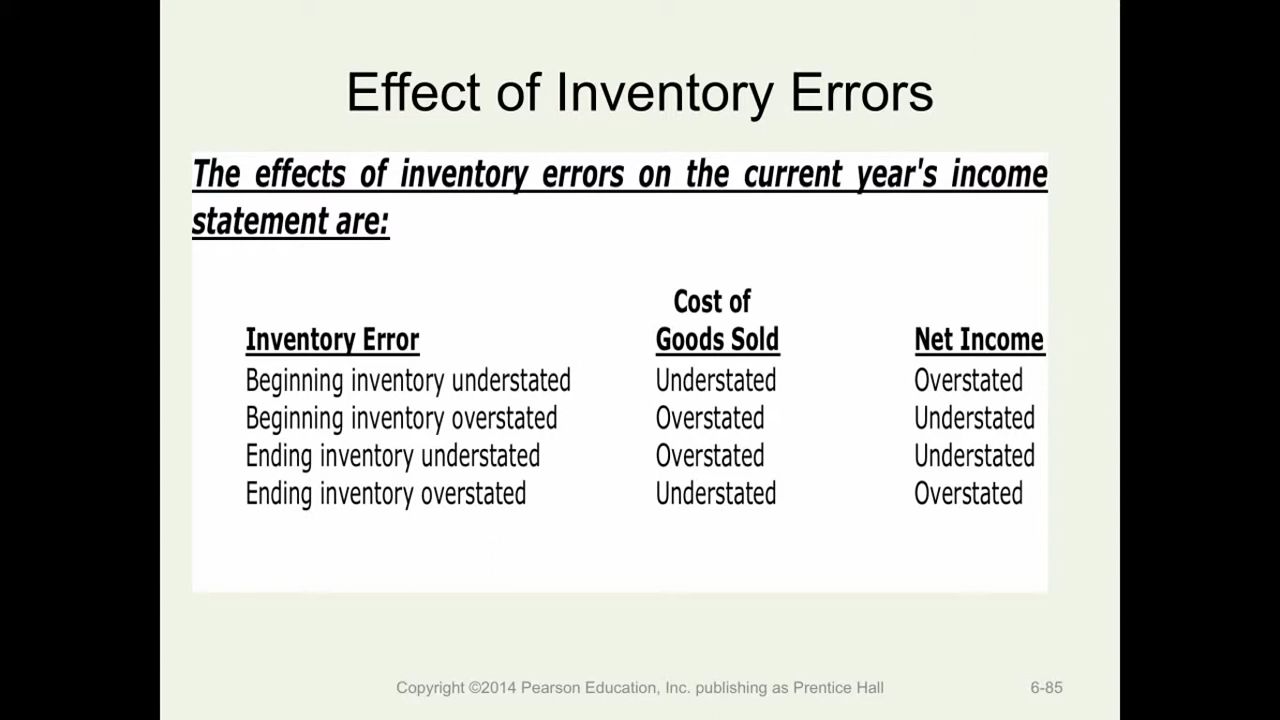 Effect of Inventory Errors
The effects of inventory errors on the current year's income
statement are:
Cost of
Inventory Error Goods Sold Net Income
Beginning inventory understated Understated Overstated
Beginning inventory overstated Overstated Understated
Ending inventory understated Overstated Understated
Ending inventory overstated Understated Overstated
Copyright ©2014 Pearson Education, Inc. publishing as Prentice Hall 6-85